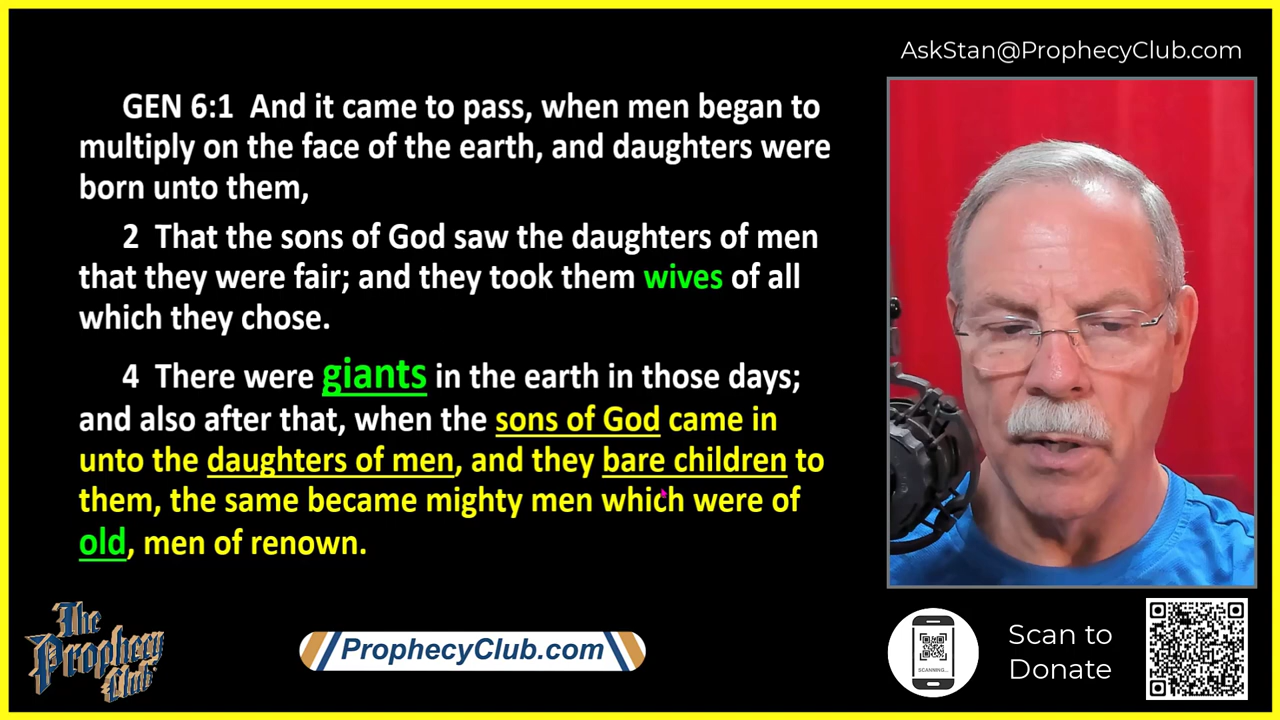 AskStan@ProphecyClub.com
GEN 6:1 And it came to pass, when men began to
multiply on the face of the earth, and daughters were
born unto them,
2 That the sons of God saw the daughters of men
that they were fair; and they took them wives of all
which they chose.
4 There were giants in the earth in those days;
and also after that, when the sons of God came in
unto the daughters of men, and they bare children to
them, the same became mighty men which were of
old, men of renown.
The
Prophecy
Club
ProphecyClub.com
SCANNING...
Scan to
Donate